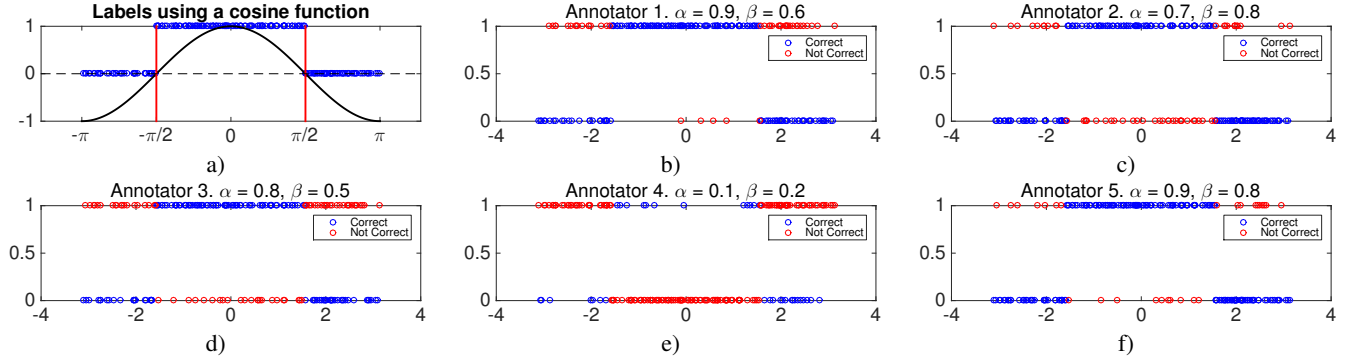 Labels using a cosine function
1
0
-1
-π
-π/2
0
π/2
π
a)
Annotator 1. α = 0.9, β = 0.6
Correct
Not Correct
1
0.5
0
-4
-2
0
2
4
b)
Annotator 2. α = 0.7, β = 0.8
Correct
Not Correct
1
0.5
0
-4
-2
0
2
4
c)
Annotator 3. α = 0.8, β = 0.5
Correct
Not Correct
1
0.5
0
-4
-2
0
2
4
d)
Annotator 4. α = 0.1, β = 0.2
Correct
Not Correct
1
0.5
0
-4
-2
0
2
4
e)
Annotator 5. α = 0.9, β = 0.8
Correct
Not Correct
1
0.5
0
-4
-2
0
2
4
f)